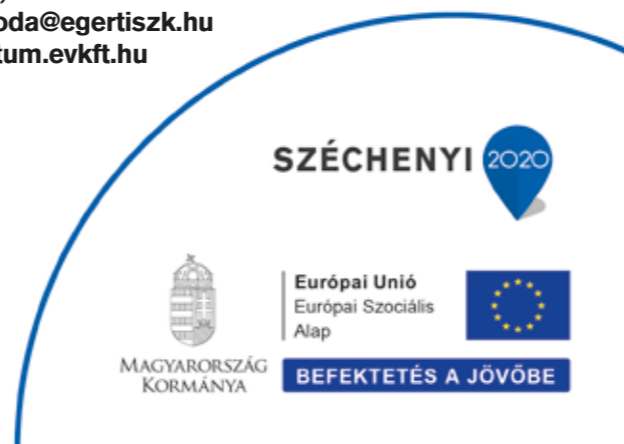 oda@egertiszk.hu
tum.evkft.hu
SZÉCHENYI 2020
Európai Unió
Európai Szociális
Alap
MAGYARORSZÁG
KORMÁNYA
BEFEKTETÉS A JÖVŐBE